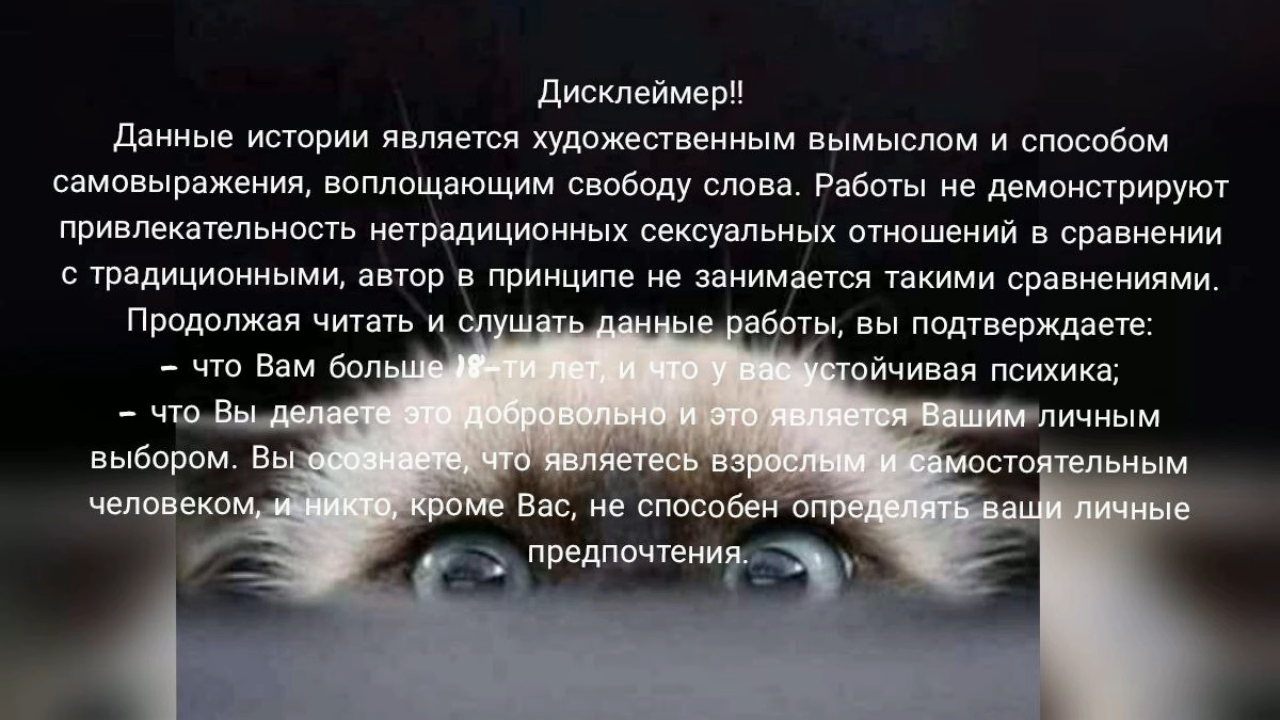 Дисклеймер!!
Данные истории является художественным вымыслом и способом
самовыражения, воплощающим свободу слова. Работы не демонстрируют
привлекательность нетрадиционных сексуальных отношений в сравнении
с традиционными, автор в принципе не занимается такими сравнениями.
Продолжая читать и слушать данные работы, вы подтверждаете:
- что Вам больше 18-ти лет, и что у вас устойчивая психика;
- что Вы делаете это добровольно и это является Вашим личным
выбором. Вы осознаете, что являетесь взрослым и самостоятельным
человеком, и никто, кроме Вас, не способен определять ваши личные
предпочтения.